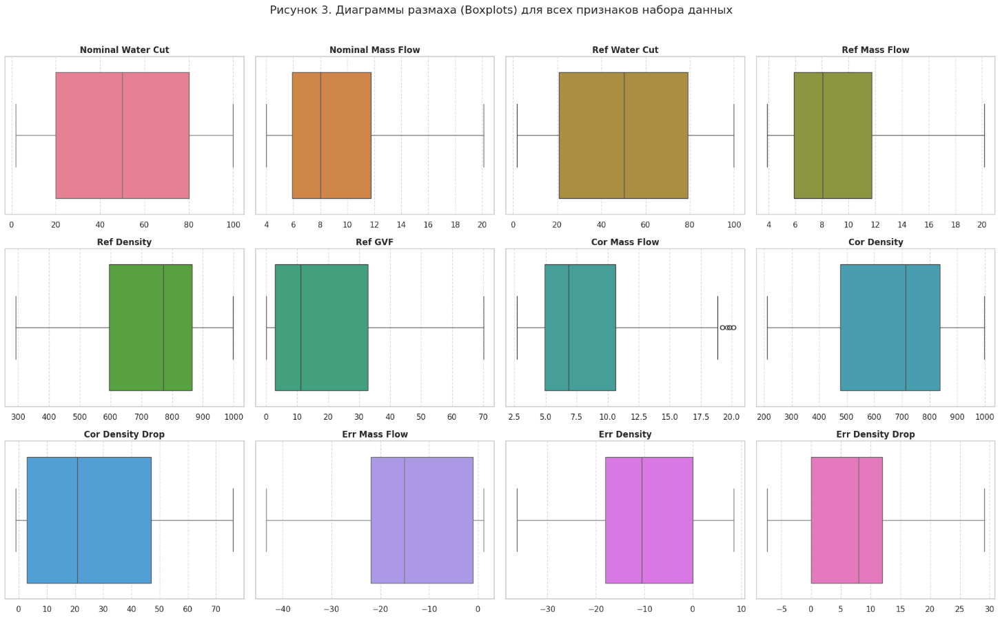 Рисунок 3. Диаграммы размаха (Boxplots) для всех признаков набора данных
Nominal Water Cut
Nominal Mass Flow
Ref Water Cut
Ref Mass Flow
0 20 40 60 80 100
4 6 8 10 12 14 16 18 20
0 20 40 60 80 100
4 6 8 10 12 14 16 18 20
Ref Density
Ref GVF
Cor Mass Flow
Cor Density
300 400 500 600 700 800 900 1000
0 10 20 30 40 50 60 70
2.5 5.0 7.5 10.0 12.5 15.0 17.5 20.0
200 300 400 500 600 700 800 900 1000
Cor Density Drop
Err Mass Flow
Err Density
Err Density Drop
0 10 20 30 40 50 60 70
−40 −30 −20 −10 0
−30 −20 −10 0 10
−5 0 5 10 15 20 25 30